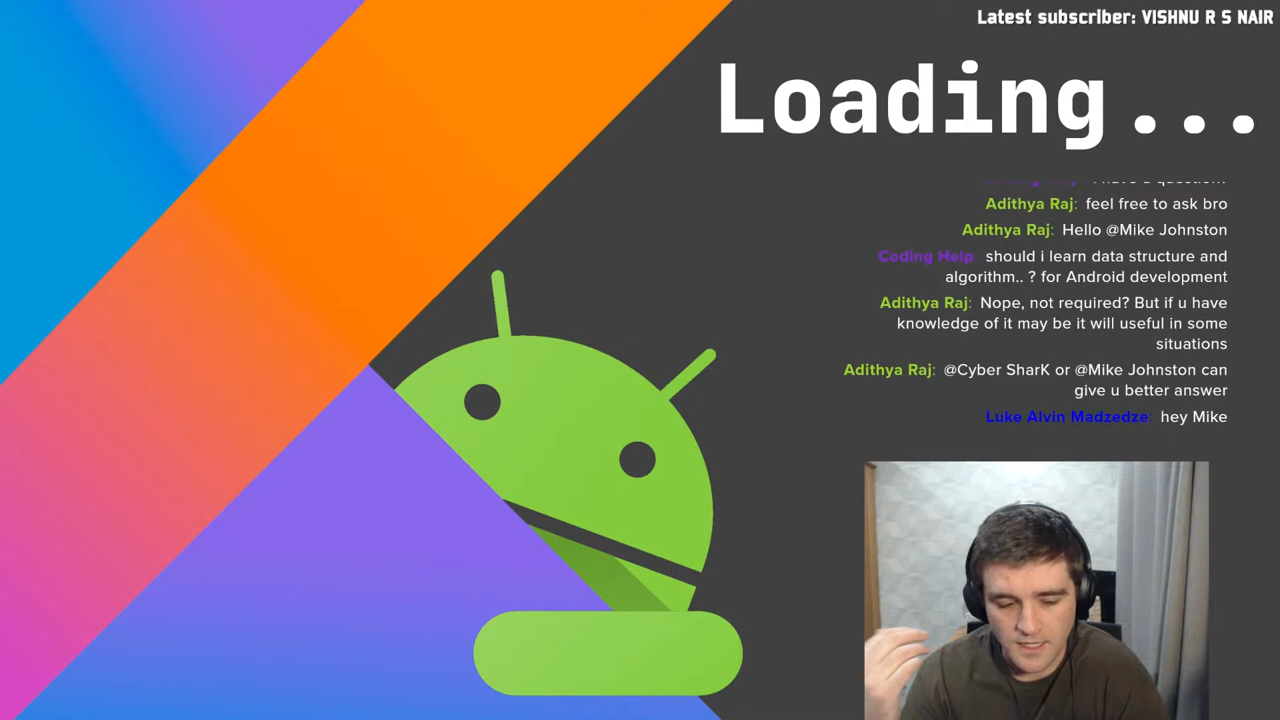 Latest subscriber: VISHNU R S NAIR
Loading...
Adithya Raj: feel free to ask bro
Adithya Raj: Hello @Mike Johnston
Coding Help: should i learn data structure and
algorithm.. ? for Android development
Adithya Raj: Nope, not required? But if u have
knowledge of it may be it will useful in some
situations
Adithya Raj: @Cyber SharK or @Mike Johnston can
give u better answer
Luke Alvin Madzedze: hey Mike